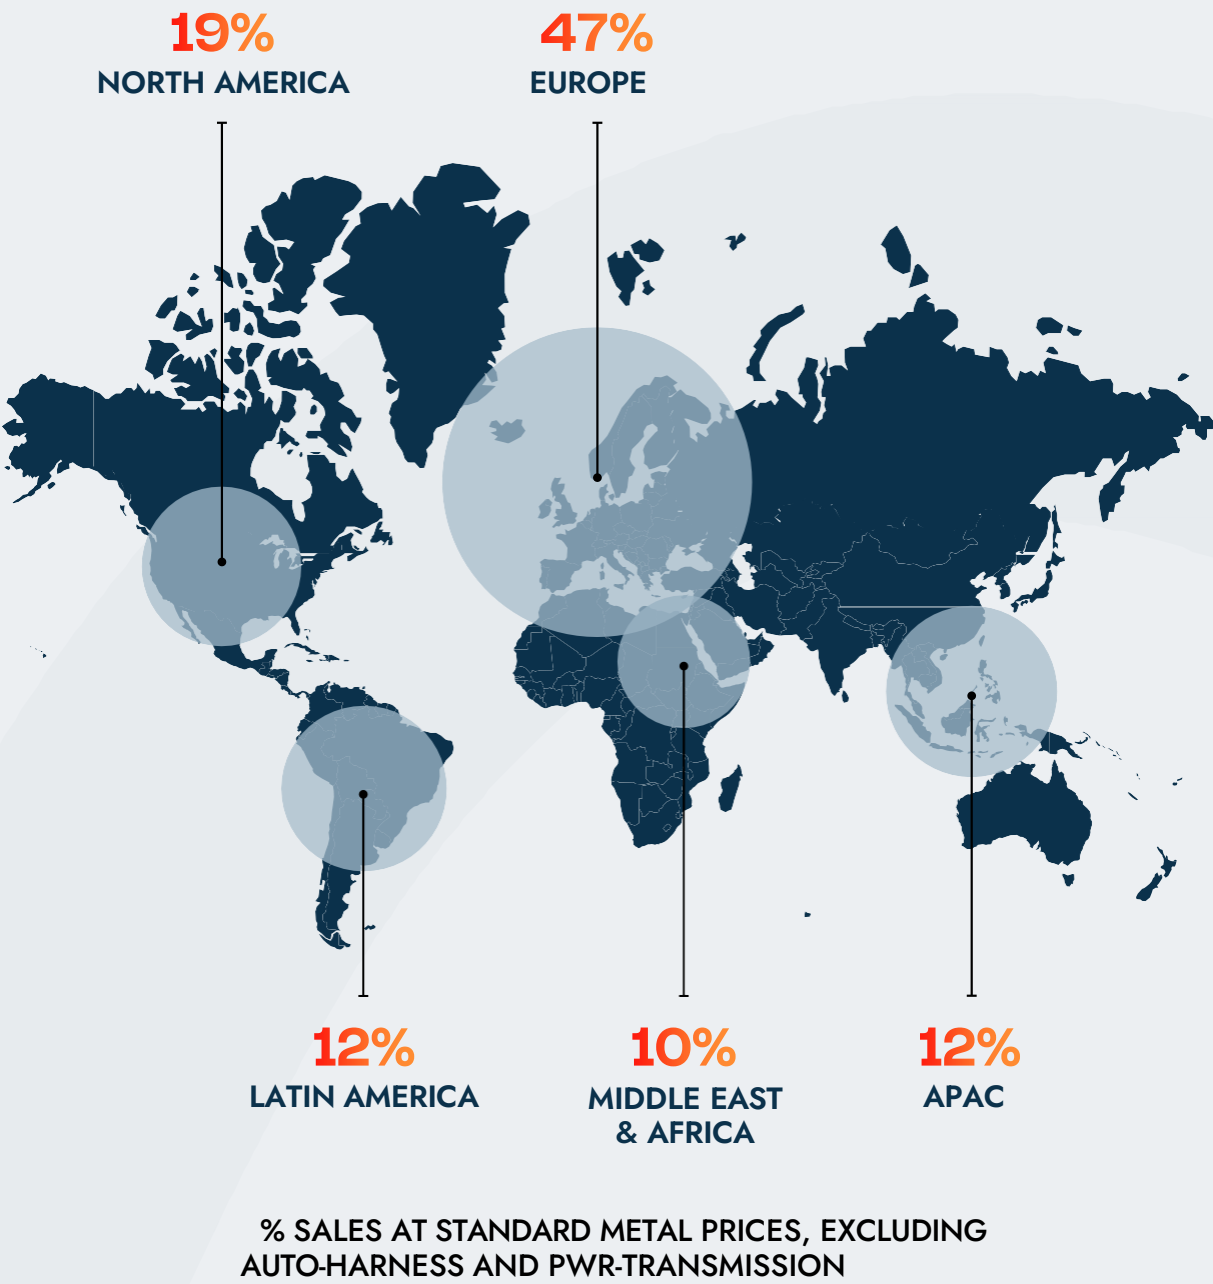 19%
NORTH AMERICA
47%
EUROPE
12%
LATIN AMERICA
10%
MIDDLE EAST
& AFRICA
12%
APAC
% SALES AT STANDARD METAL PRICES, EXCLUDING
AUTO-HARNESS AND PWR-TRANSMISSION